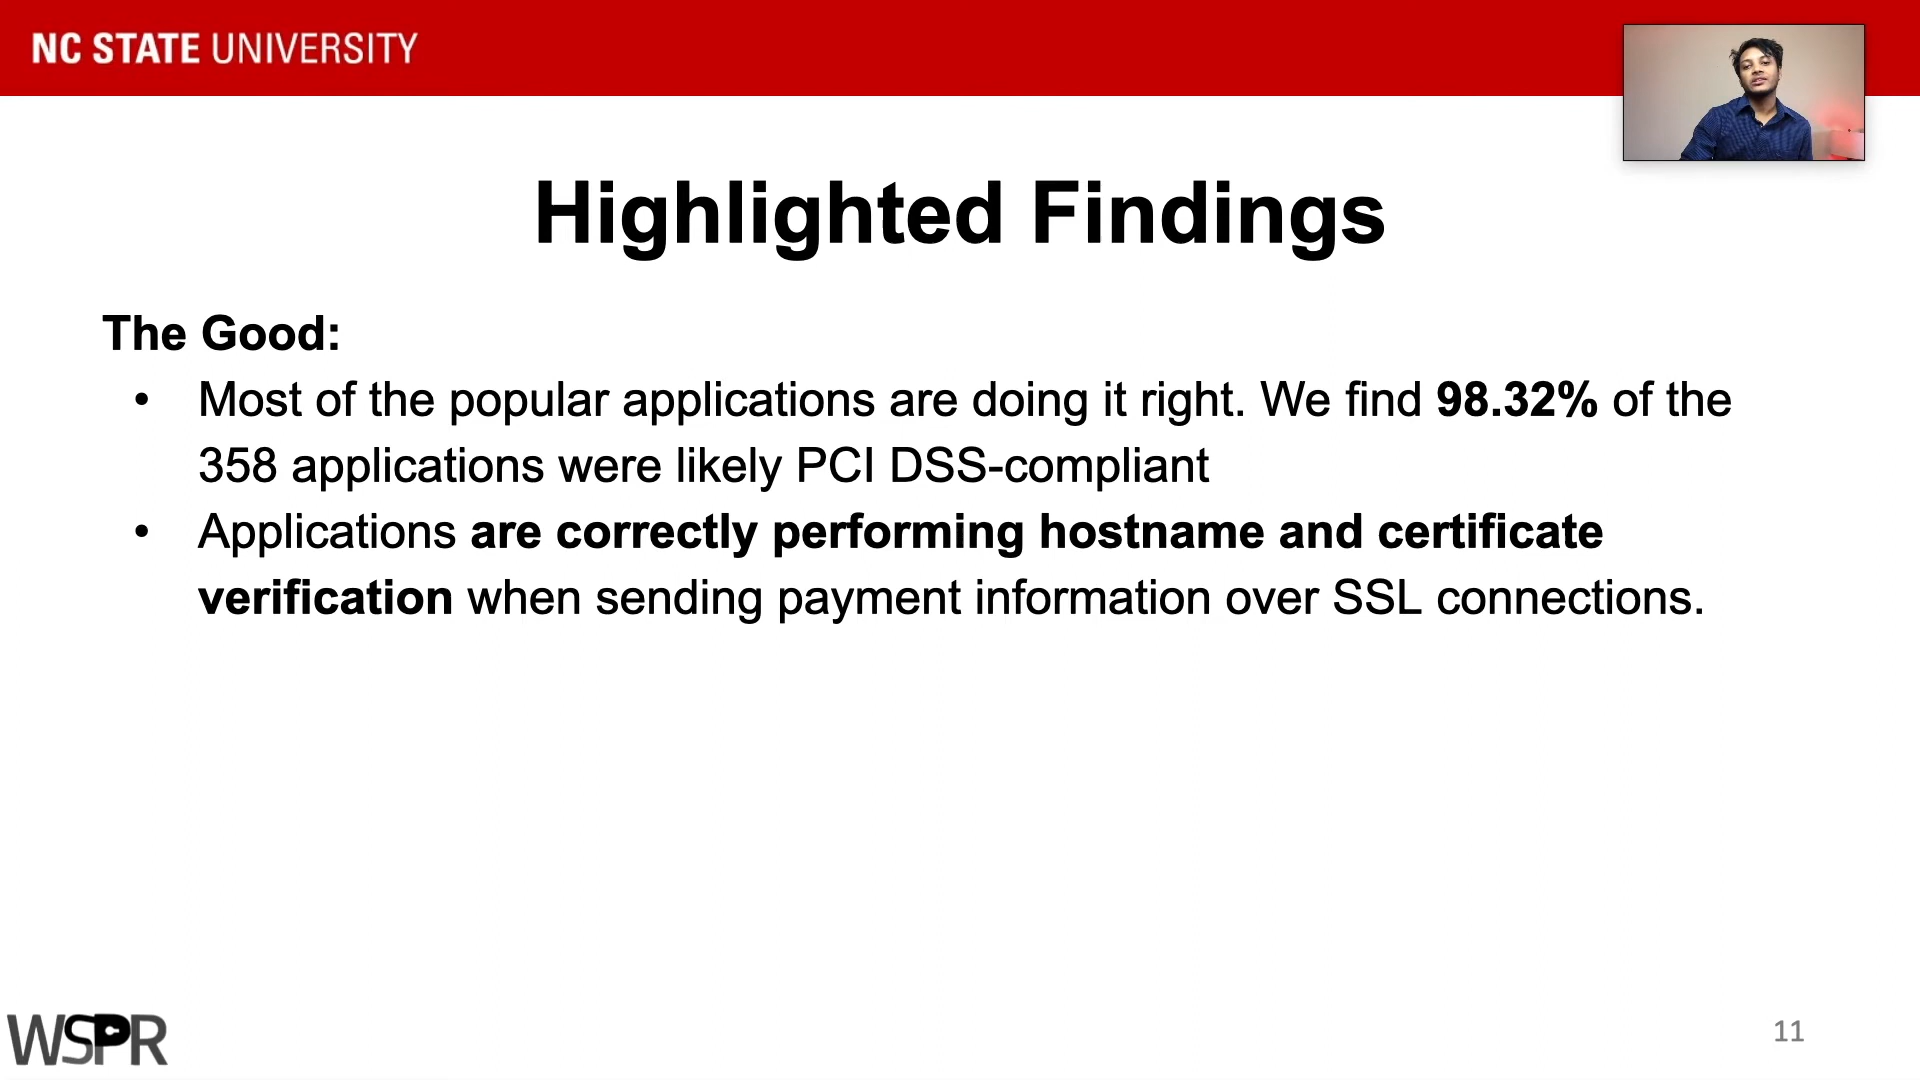 NC STATE UNIVERSITY
Highlighted Findings
The Good:
• Most of the popular applications are doing it right. We find 98.32% of the
358 applications were likely PCI DSS-compliant
• Applications are correctly performing hostname and certificate
verification when sending payment information over SSL connections.
WSPR
11